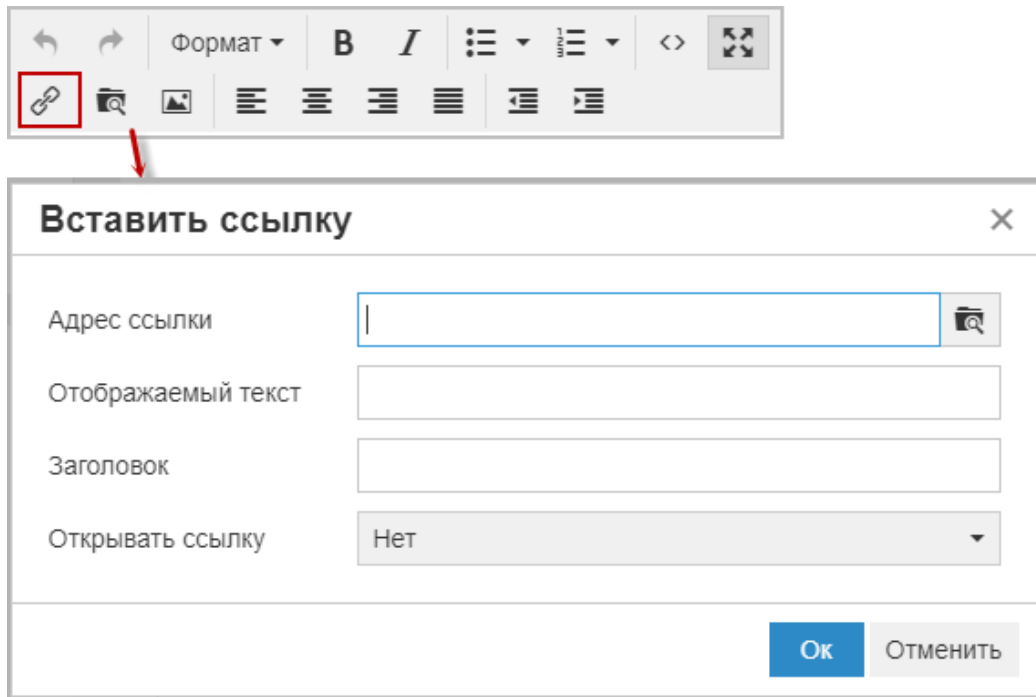 Формат
B I
Вставить ссылку
Адрес ссылки
Отображаемый текст
Заголовок
Открывать ссылку Нет
Ок Отменить